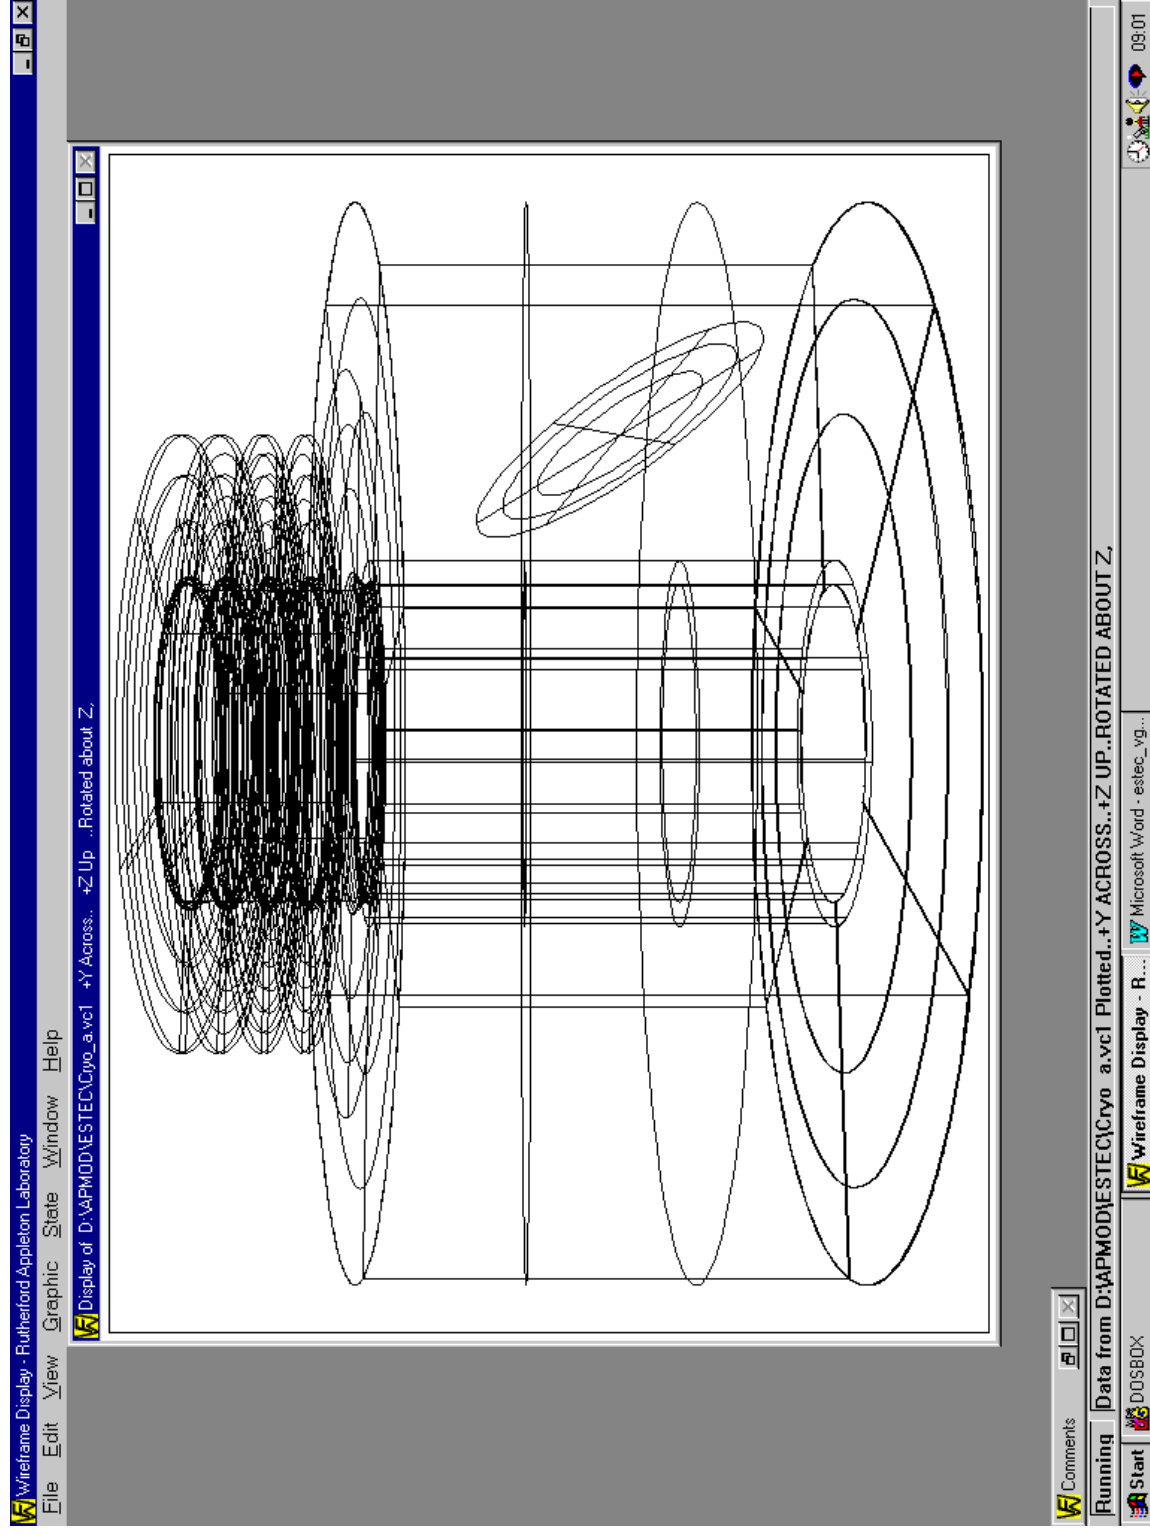 Wireframe Display - Rutherford Appleton Laboratory
File Edit View Graphic State Window Help
Display of D:\APMOD\ESTEC\Cryo_a.vc1 +Y Across.. +Z Up ..Rotated about Z,
Comments
Running Data from D:\APMOD\ESTEC\Cryo a.vc1 Plotted..+Y ACROSS..+Z UP..ROTATED ABOUT Z,
Start DOSBOX Wireframe Display - R... Microsoft Word - estec_vg... 09:01